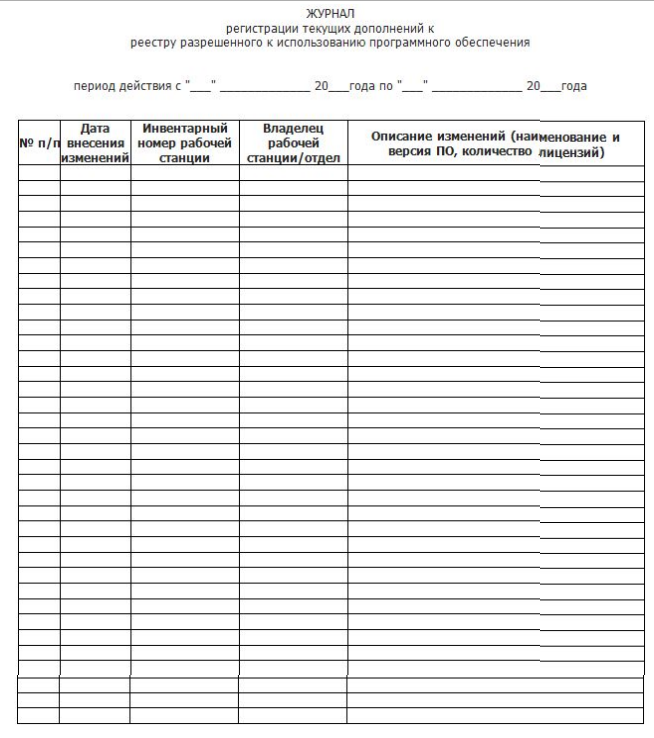 ЖУРНАЛ
регистрации текущих дополнений к
реестру разрешенного к использованию программного обеспечения
период действия с "___" ______________ 20___года по "___" ______________ 20___года
№ п/п
Дата
внесения
изменений
Инвентарный
номер рабочей
станции
Владелец
рабочей
станции/отдел
Описание изменений (наименование и
версия ПО, количество лицензий)